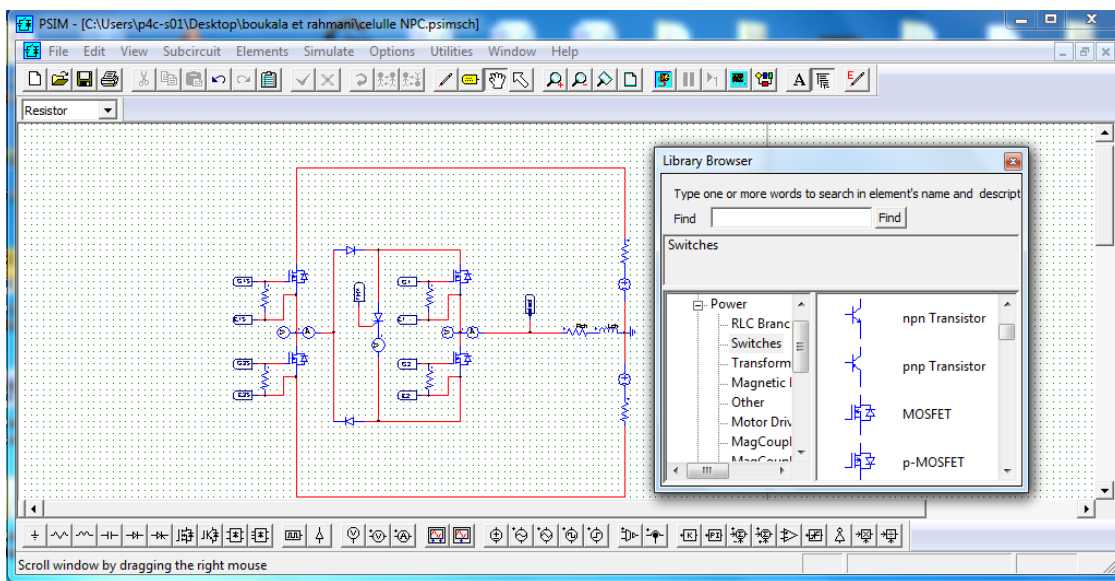 PSIM - [C:\Users\p4c-s01\Desktop\boukala et rahmani\celulle NPC.psimsch]
File Edit View Subcircuit Elements Simulate Options Utilities Window Help
Resistor
Library Browser
Type one or more words to search in element's name and descript
Find Find
Switches
Power
RLC Branc
Switches
Transform
Magnetic I
Other
Motor Driv
MagCoupl
MagCoupl
npn Transistor
pnp Transistor
MOSFET
p-MOSFET
G1
G2
Scroll window by dragging the right mouse